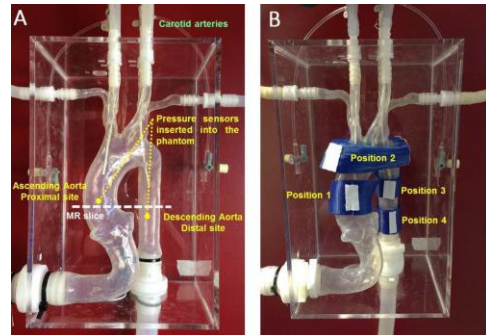 A
Carotid arteries
Pressure sensors
inserted into the
phantom
Ascending Aorta
Proximal site
MR slice
Descending Aorta
Distal site
B
Position 2
Position 1
Position 3
Position 4